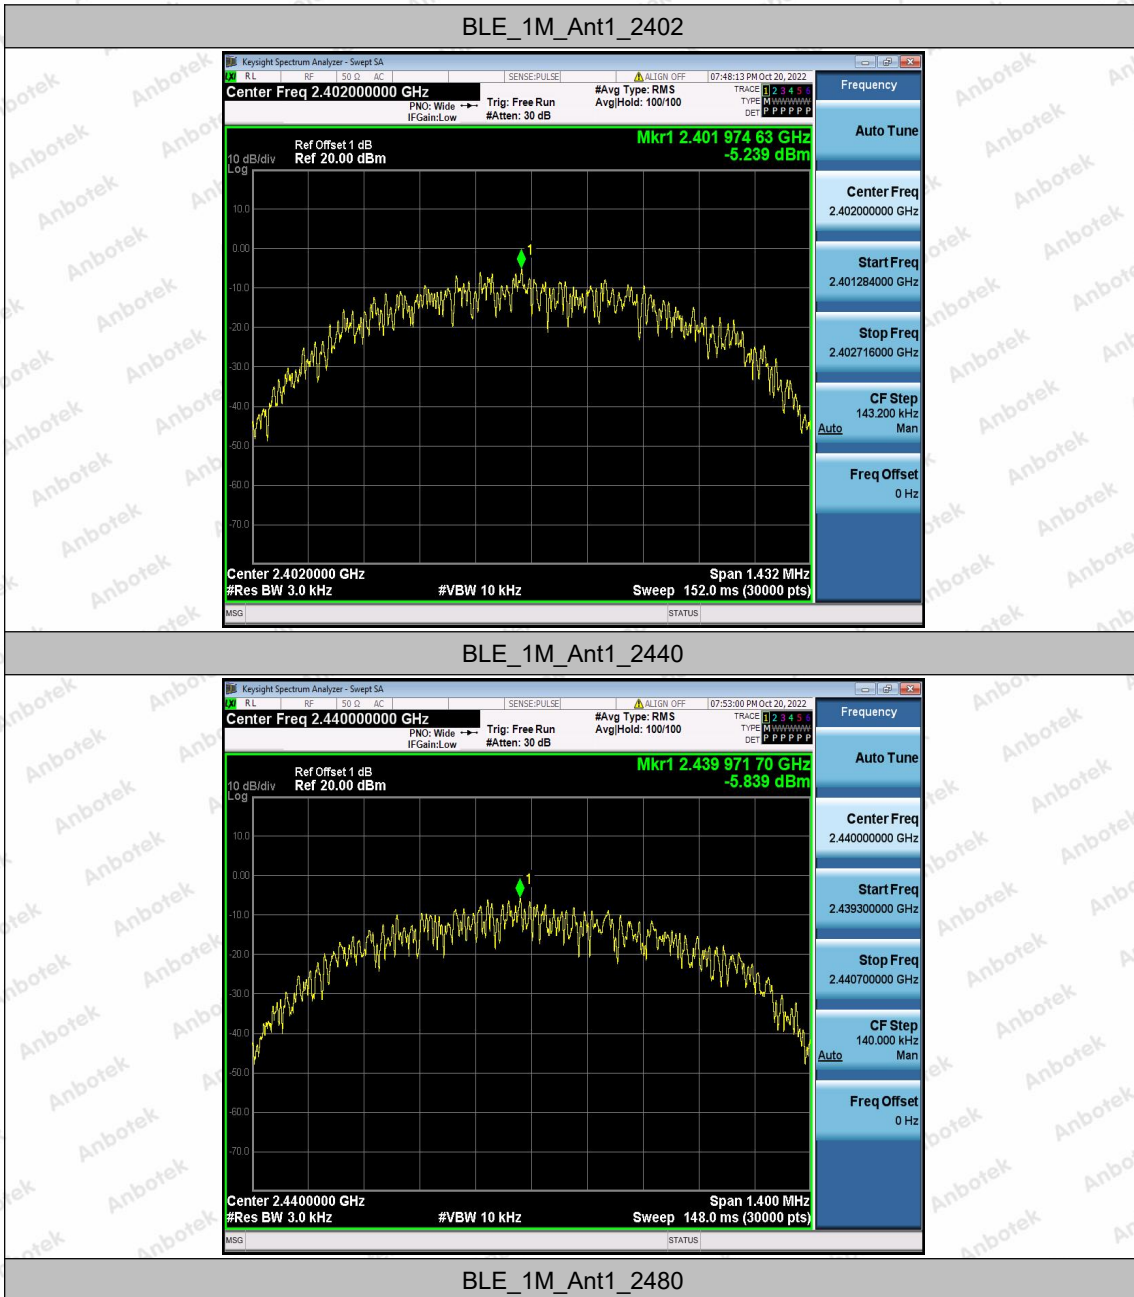 BLE_1M_Ant1_2402
Keysight Spectrum Analyzer - Swept SA
LXI RL RF 50 Ω AC SENSE:PULSE ALIGN OFF 07:48:13 PM Oct 20, 2022
Center Freq 2.402000000 GHz
PNO: Wide
IFGain:Low
Trig: Free Run
#Atten: 30 dB
#Avg Type: RMS
Avg|Hold: 100/100
TRACE 1 2 3 4 5 6
TYPE M WWWWW
DET P P P P P P
Frequency
Ref Offset 1 dB
10 dB/div Ref 20.00 dBm
Log
Mkr1 2.401 974 63 GHz
-5.239 dBm
10.0
0.00
-10.0
-20.0
-30.0
-40.0
-50.0
-60.0
-70.0
1
Center 2.4020000 GHz Span 1.432 MHz
#Res BW 3.0 kHz #VBW 10 kHz Sweep 152.0 ms (30000 pts)
MSG STATUS
Auto Tune
Center Freq
2.402000000 GHz
Start Freq
2.401284000 GHz
Stop Freq
2.402716000 GHz
CF Step
143.200 kHz
Auto Man
Freq Offset
0 Hz
BLE_1M_Ant1_2440
Keysight Spectrum Analyzer - Swept SA
LXI RL RF 50 Ω AC SENSE:PULSE ALIGN OFF 07:53:00 PM Oct 20, 2022
Center Freq 2.440000000 GHz
PNO: Wide
IFGain:Low
Trig: Free Run
#Atten: 30 dB
#Avg Type: RMS
Avg|Hold: 100/100
TRACE 1 2 3 4 5 6
TYPE M WWWWW
DET P P P P P P
Frequency
Ref Offset 1 dB
10 dB/div Ref 20.00 dBm
Log
Mkr1 2.439 971 70 GHz
-5.839 dBm
10.0
0.00
-10.0
-20.0
-30.0
-40.0
-50.0
-60.0
-70.0
1
Center 2.4400000 GHz Span 1.400 MHz
#Res BW 3.0 kHz #VBW 10 kHz Sweep 148.0 ms (30000 pts)
MSG STATUS
Auto Tune
Center Freq
2.440000000 GHz
Start Freq
2.439300000 GHz
Stop Freq
2.440700000 GHz
CF Step
140.000 kHz
Auto Man
Freq Offset
0 Hz
BLE_1M_Ant1_2480
Anbotek